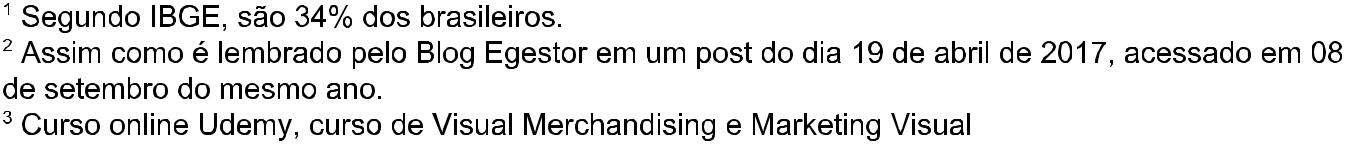 ¹ Segundo IBGE, são 34% dos brasileiros.
² Assim como é lembrado pelo Blog Egestor em um post do dia 19 de abril de 2017, acessado em 08
de setembro do mesmo ano.
³ Curso online Udemy, curso de Visual Merchandising e Marketing Visual